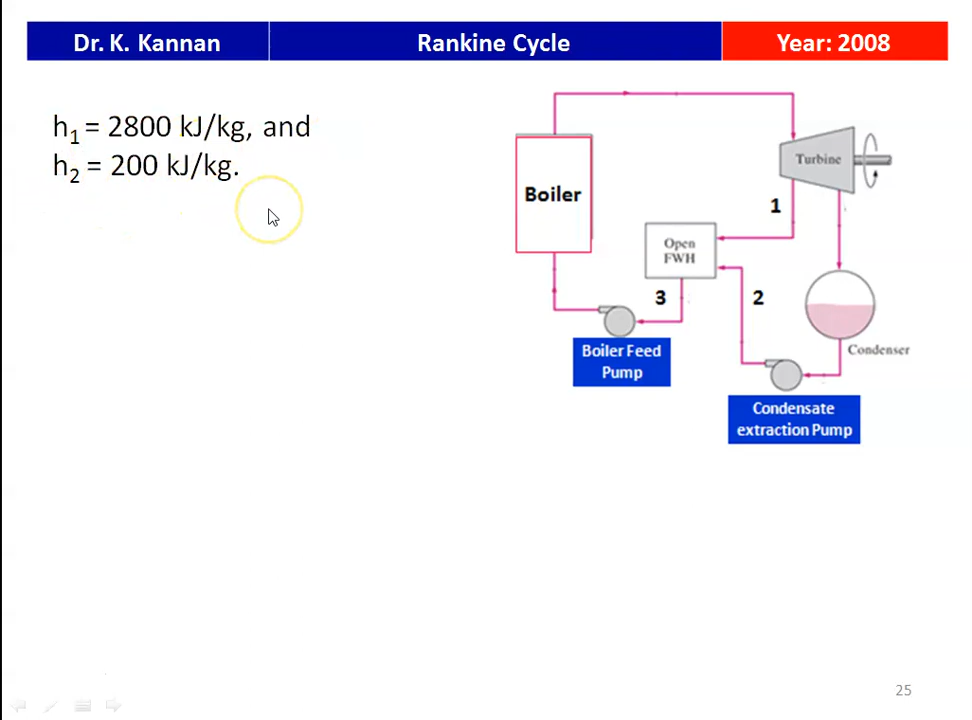 Dr. K. Kannan
Rankine Cycle
Year: 2008
h₁ = 2800 kJ/kg, and
h₂ = 200 kJ/kg.
Boiler
Turbine
1
Open
FWH
3
2
Condenser
Boiler Feed
Pump
Condensate
extraction Pump
25